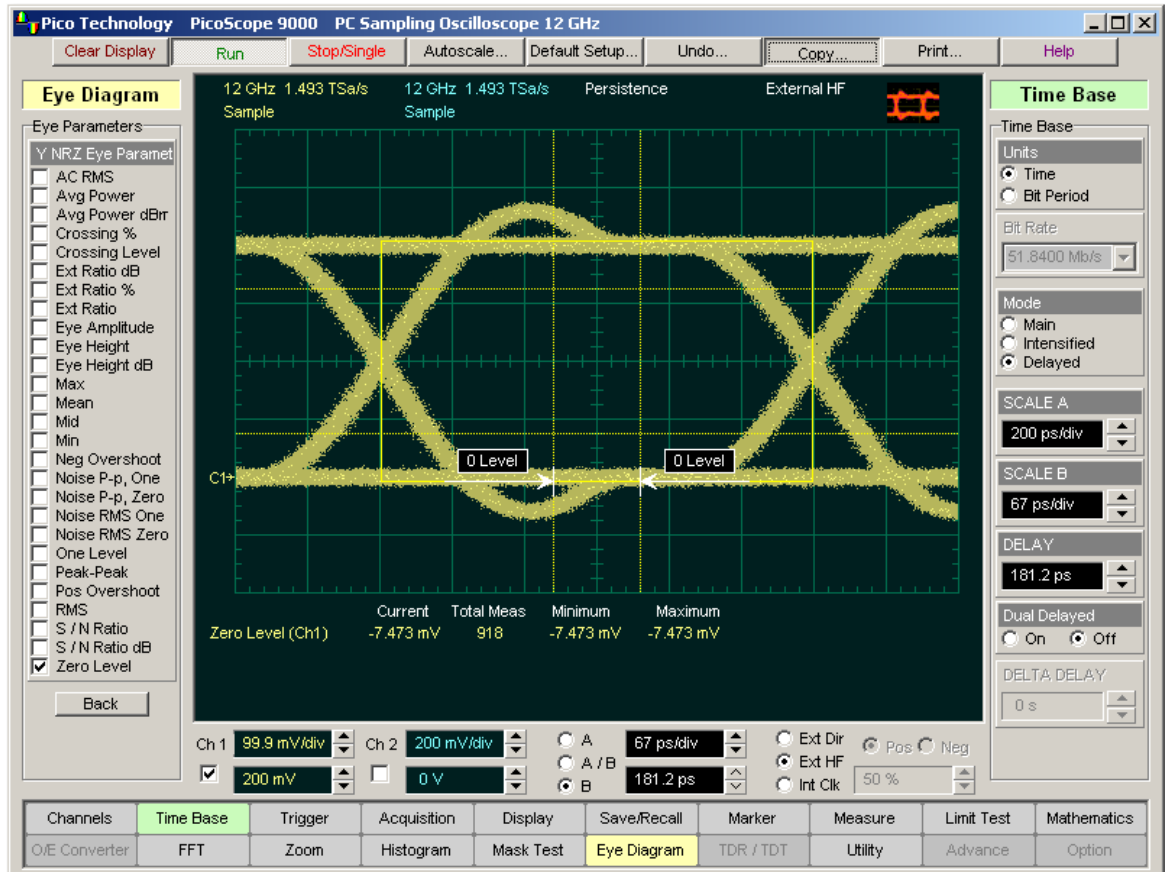 Pico Technology PicoScope 9000 PC Sampling Oscilloscope 12 GHz
Clear Display Run Stop/Single Autoscale... Default Setup... Undo... Copy... Print... Help
Eye Diagram
Eye Parameters
Y NRZ Eye Paramet
AC RMS
Avg Power
Avg Power dBm
Crossing %
Crossing Level
Ext Ratio dB
Ext Ratio %
Ext Ratio
Eye Amplitude
Eye Height
Eye Height dB
Max
Mean
Mid
Min
Neg Overshoot
Noise P-p, One
Noise P-p, Zero
Noise RMS One
Noise RMS Zero
One Level
Peak-Peak
Pos Overshoot
RMS
S / N Ratio
S / N Ratio dB
Zero Level
Back
12 GHz 1.493 TSa/s 12 GHz 1.493 TSa/s Persistence External HF
Sample Sample
0 Level 0 Level
C1
Current Total Meas Minimum Maximum
Zero Level (Ch1) -7.473 mV 918 -7.473 mV -7.473 mV
Time Base
Time Base
Units
Time
Bit Period
Bit Rate
51.8400 Mb/s
Mode
Main
Intensified
Delayed
SCALE A
200 ps/div
SCALE B
67 ps/div
DELAY
181.2 ps
Dual Delayed
On Off
DELTA DELAY
0 s
Ch 1 99.9 mV/div Ch 2 200 mV/div A 67 ps/div Ext Dir Pos Neg
A / B Ext HF
200 mV 0 V B 181.2 ps Int Clk 50 %
Channels Time Base Trigger Acquisition Display Save/Recall Marker Measure Limit Test Mathematics
O/E Converter FFT Zoom Histogram Mask Test Eye Diagram TDR / TDT Utility Advance Option